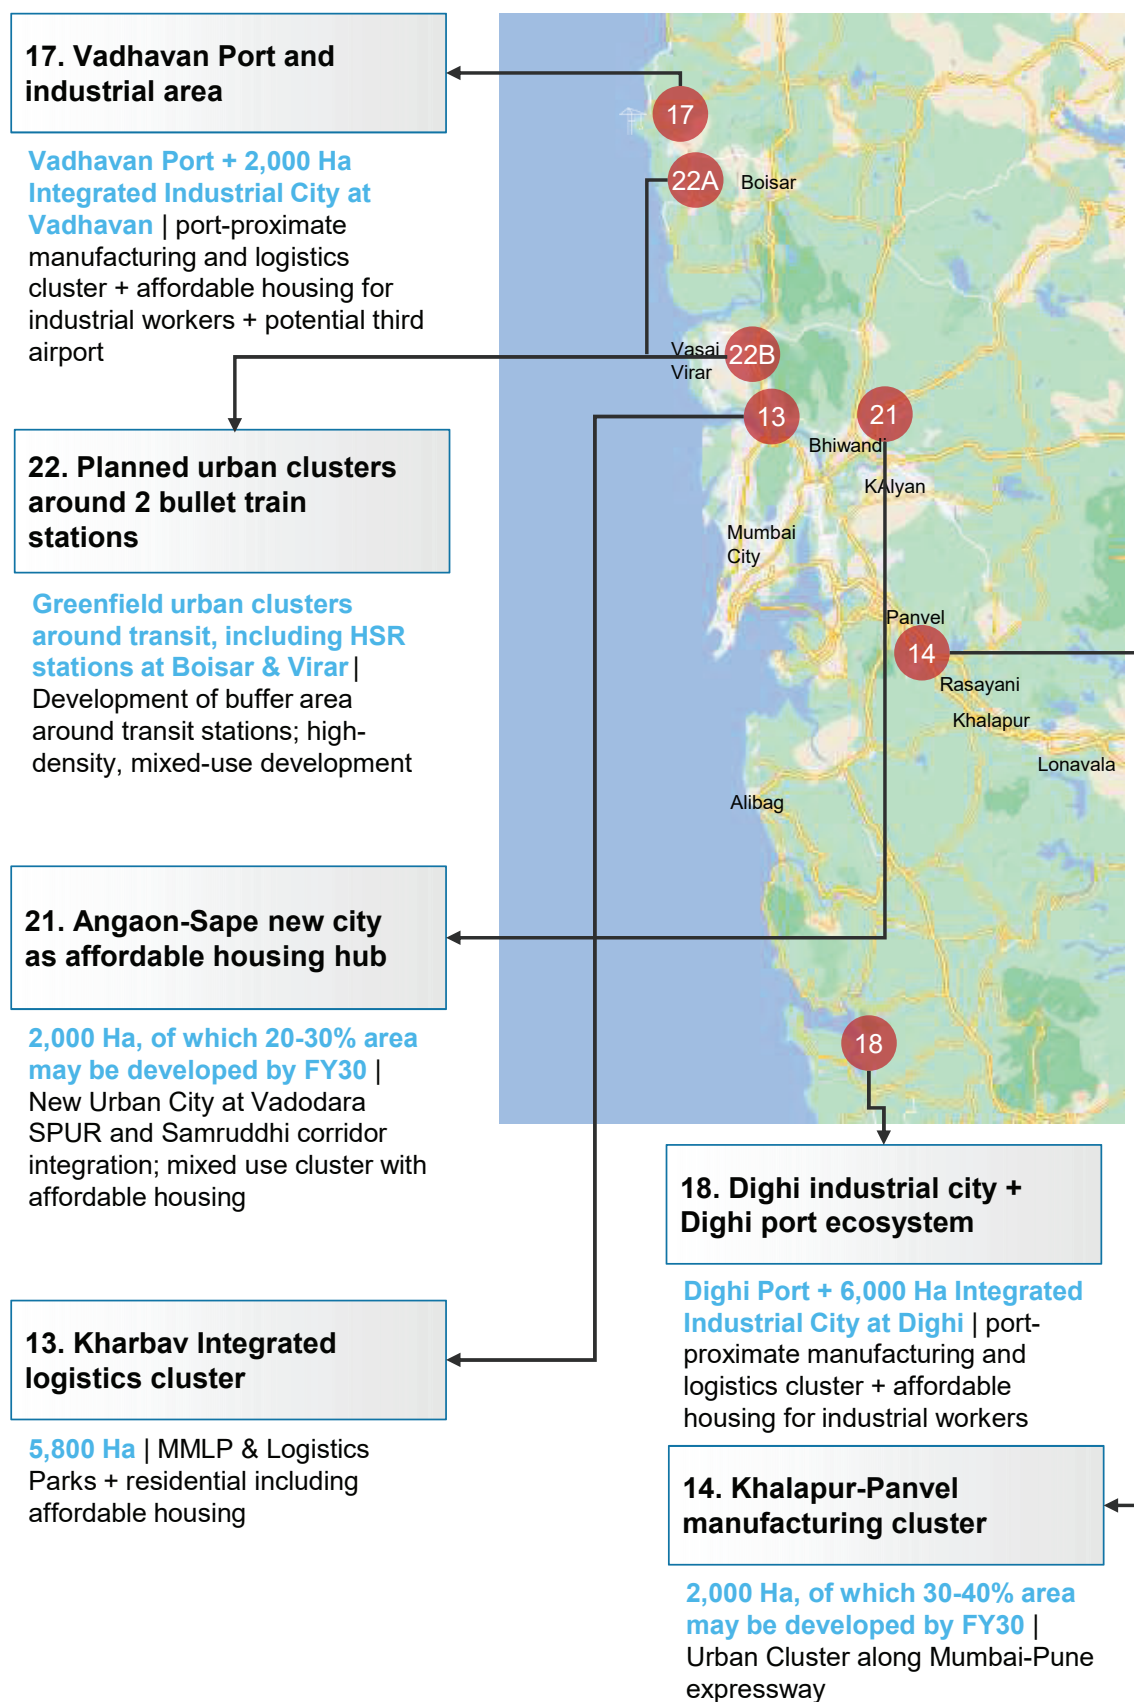 17. Vadhavan Port and
industrial area
Vadhavan Port + 2,000 Ha
Integrated Industrial City at
Vadhavan | port-proximate
manufacturing and logistics
cluster + affordable housing for
industrial workers + potential third
airport
22. Planned urban clusters
around 2 bullet train
stations
Greenfield urban clusters
around transit, including HSR
stations at Boisar & Virar |
Development of buffer area
around transit stations; high-
density, mixed-use development
21. Angaon-Sape new city
as affordable housing hub
2,000 Ha, of which 20-30% area
may be developed by FY30 |
New Urban City at Vadodara
SPUR and Samruddhi corridor
integration; mixed use cluster with
affordable housing
13. Kharbav Integrated
logistics cluster
5,800 Ha | MMLP & Logistics
Parks + residential including
affordable housing
17
22A
Boisar
Vasai
Virar
22B
13
21
Bhiwandi
KAlyan
Mumbai
City
Panvel
14
Rasayani
Khalapur
Lonavala
Alibag
18
18. Dighi industrial city +
Dighi port ecosystem
Dighi Port + 6,000 Ha Integrated
Industrial City at Dighi | port-
proximate manufacturing and
logistics cluster + affordable
housing for industrial workers
14. Khalapur-Panvel
manufacturing cluster
2,000 Ha, of which 30-40% area
may be developed by FY30 |
Urban Cluster along Mumbai-Pune
expressway